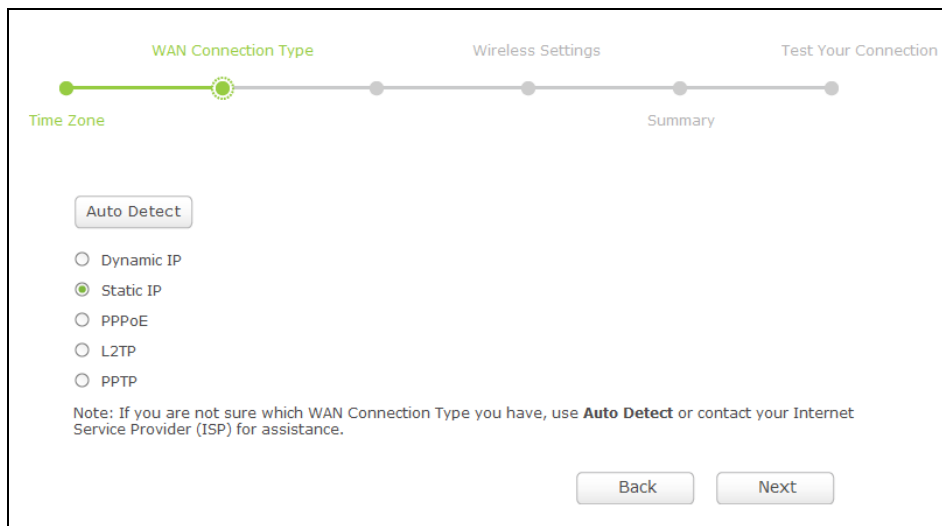 WAN Connection Type
Wireless Settings
Test Your Connection
Time Zone
Summary
Auto Detect
Dynamic IP
Static IP
PPPoE
L2TP
PPTP
Note: If you are not sure which WAN Connection Type you have, use Auto Detect or contact your Internet
Service Provider (ISP) for assistance.
Back
Next